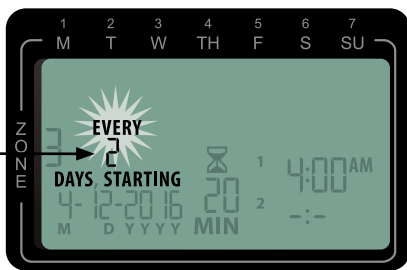 1 2 3 4 5 6 7
M T W TH F S SU
ZONE
3
EVERY
2
DAYS, STARTING
4-12-2016
M D YYYY
20
MIN
1 4:00AM
2 -:-